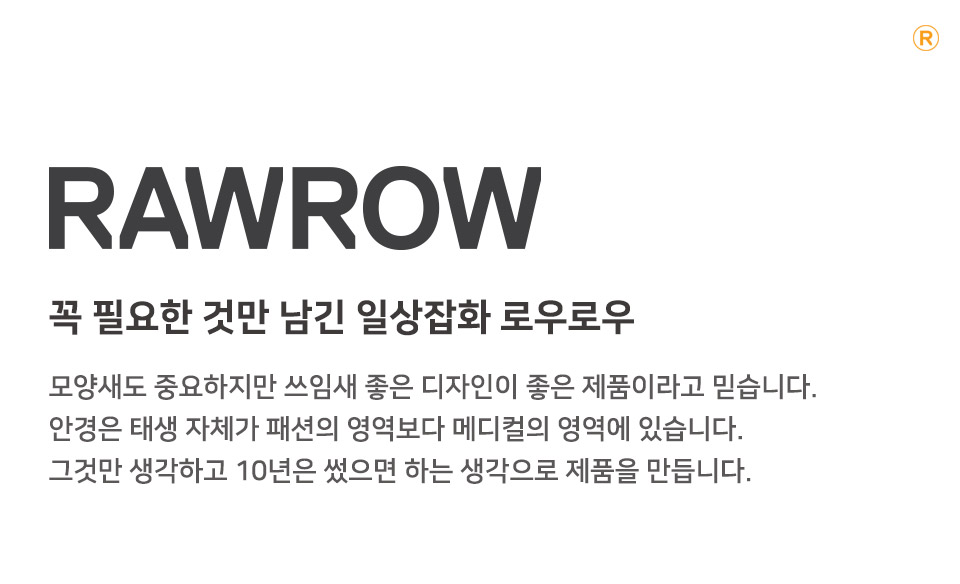 ®
RAWROW
꼭 필요한 것만 남긴 일상잡화 로우로우
모양새도 중요하지만 쓰임새 좋은 디자인이 좋은 제품이라고 믿습니다.
안경은 태생 자체가 패션의 영역보다 메디컬의 영역에 있습니다.
그것만 생각하고 10년은 썼으면 하는 생각으로 제품을 만듭니다.